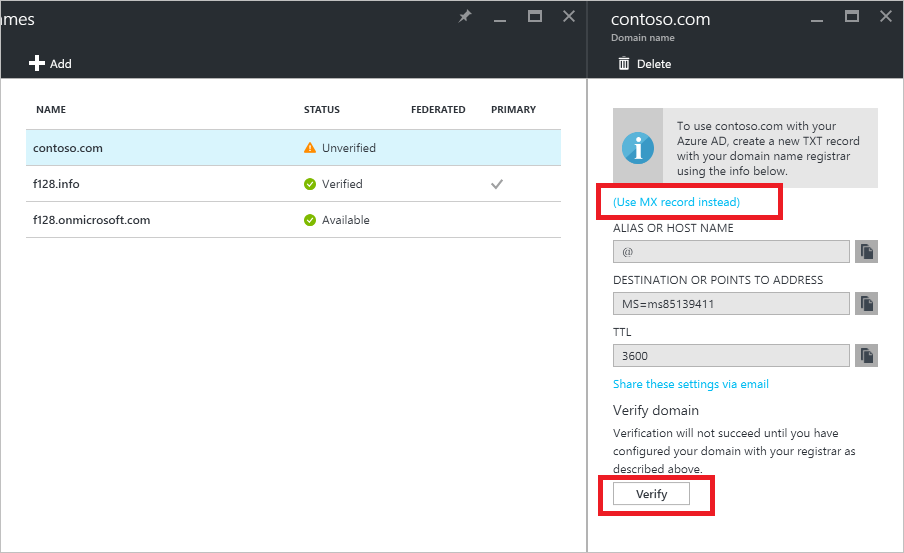 ames
Add
NAME STATUS FEDERATED PRIMARY
contoso.com Unverified
f128.info Verified
f128.onmicrosoft.com Available
contoso.com
Domain name
Delete
To use contoso.com with your
Azure AD, create a new TXT record
with your domain name registrar
using the info below.
(Use MX record instead)
ALIAS OR HOST NAME
@
DESTINATION OR POINTS TO ADDRESS
MS=ms85139411
TTL
3600
Share these settings via email
Verify domain
Verification will not succeed until you have
configured your domain with your registrar as
described above.
Verify